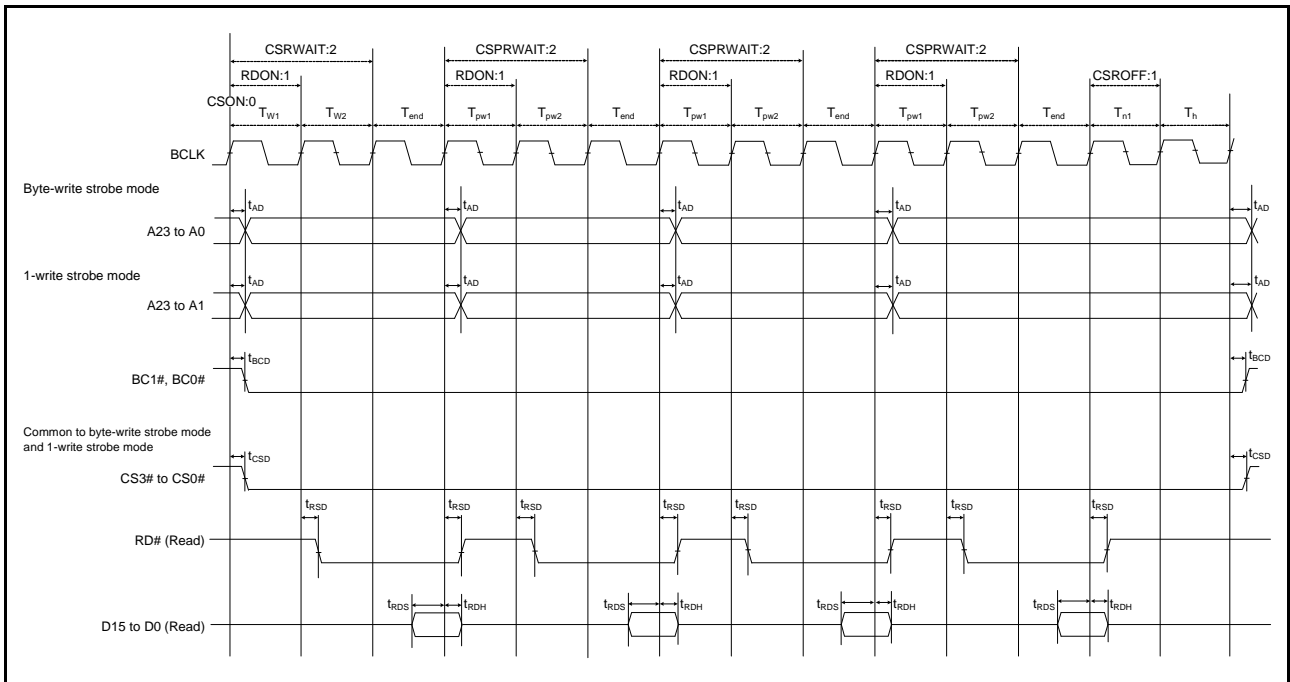 CSRWAIT:2 CSPRWAIT:2 CSPRWAIT:2 CSPRWAIT:2
RDON:1 RDON:1 RDON:1 RDON:1 CSROFF:1
CSON:0
TW1 TW2 Tend Tpw1 Tpw2 Tend Tpw1 Tpw2 Tend Tpw1 Tpw2 Tend Tn1 Th
BCLK
Byte-write strobe mode
tAD tAD tAD tAD tAD
A23 to A0
1-write strobe mode
tAD tAD tAD tAD tAD
A23 to A1
tBCD tBCD
BC1#, BC0#
Common to byte-write strobe mode
and 1-write strobe mode
tCSD tCSD
CS3# to CS0#
tRSD tRSD tRSD tRSD tRSD tRSD tRSD tRSD
RD# (Read)
tRDS tRDH tRDS tRDH tRDS tRDH tRDS tRDH
D15 to D0 (Read)